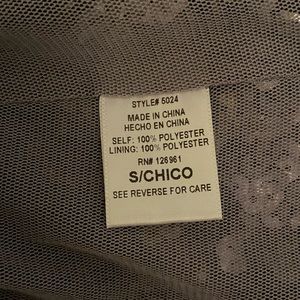 STYLE# 6024
MADE IN CHINA
HECHO EN CHINA
SELF: 100% POLYESTER
LINING: 100% POLYESTER
RN# 126961
S/CHICO
SEE REVERSE FOR CARE